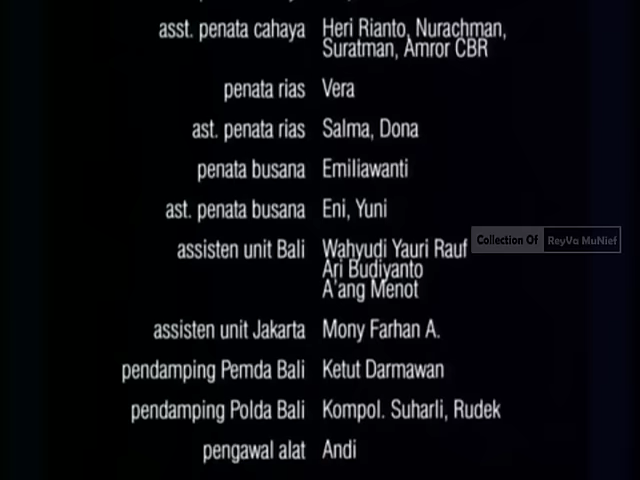 asst. penata cahaya Heri Rianto, Nurachman,
Suratman, Amror CBR
penata rias Vera
ast. penata rias Salma, Dona
penata busana Emiliawanti
ast. penata busana Eni, Yuni
assisten unit Bali Wahyudi Yauri Rauf
Ari Budiyanto
A'ang Menot
Collection Of ReyVa MuNief
assisten unit Jakarta Mony Farhan A.
pendamping Pemda Bali Ketut Darmawan
pendamping Polda Bali Kompol. Suharli, Rudek
pengawal alat Andi